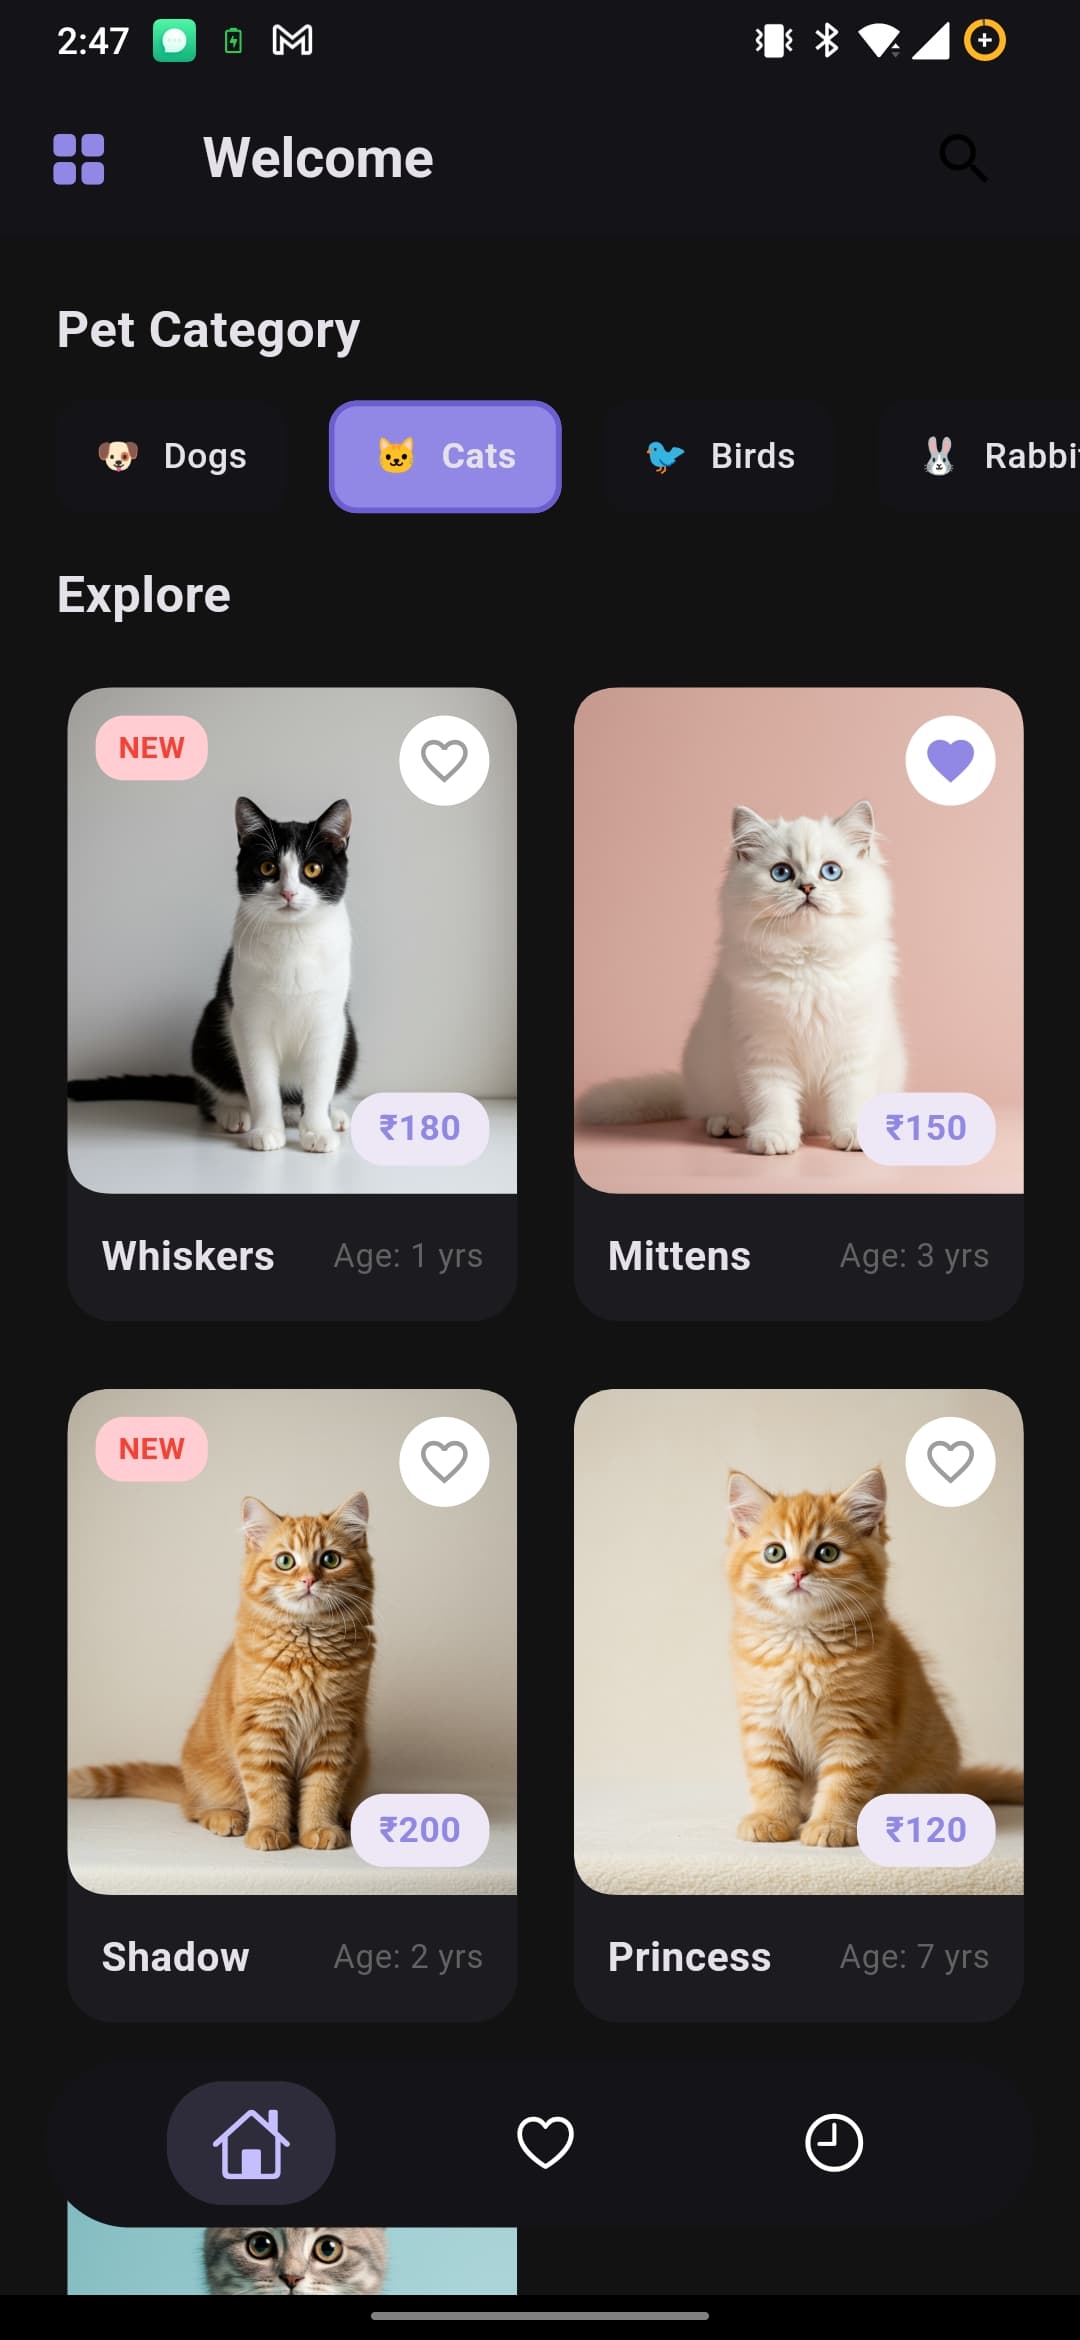 2:47
Welcome
Pet Category
Dogs
Cats
Birds
Rabbi
Explore
NEW
₹180
₹150
Whiskers
Age: 1 yrs
Mittens
Age: 3 yrs
NEW
₹200
₹120
Shadow
Age: 2 yrs
Princess
Age: 7 yrs